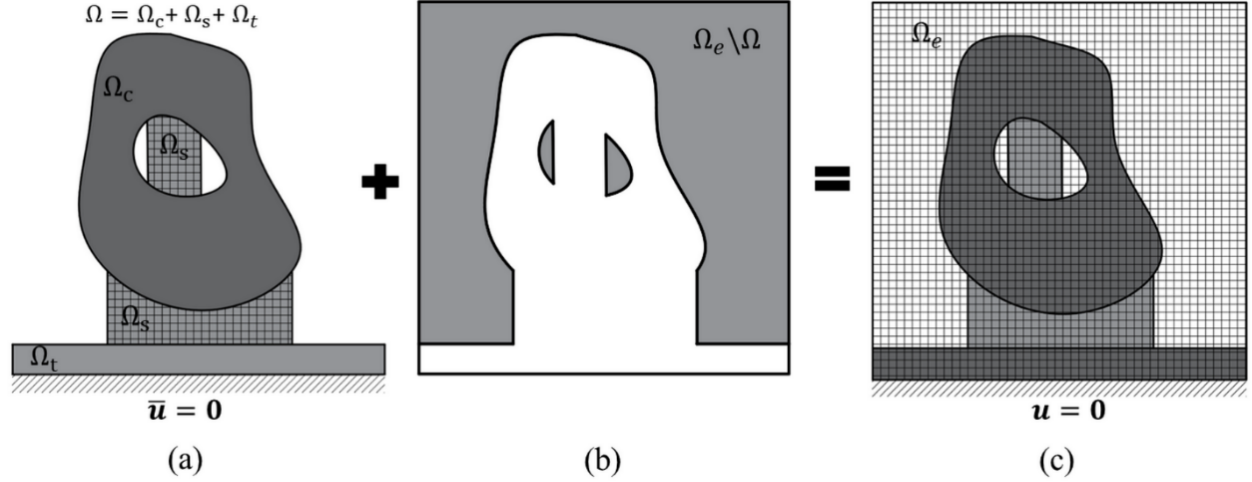 Ω = Ω_c + Ω_s + Ω_t
Ω_c
Ω_s
Ω_s
Ω_t
ū = 0
(a)
Ω_e\Ω
(b)
Ω_e
u = 0
(c)